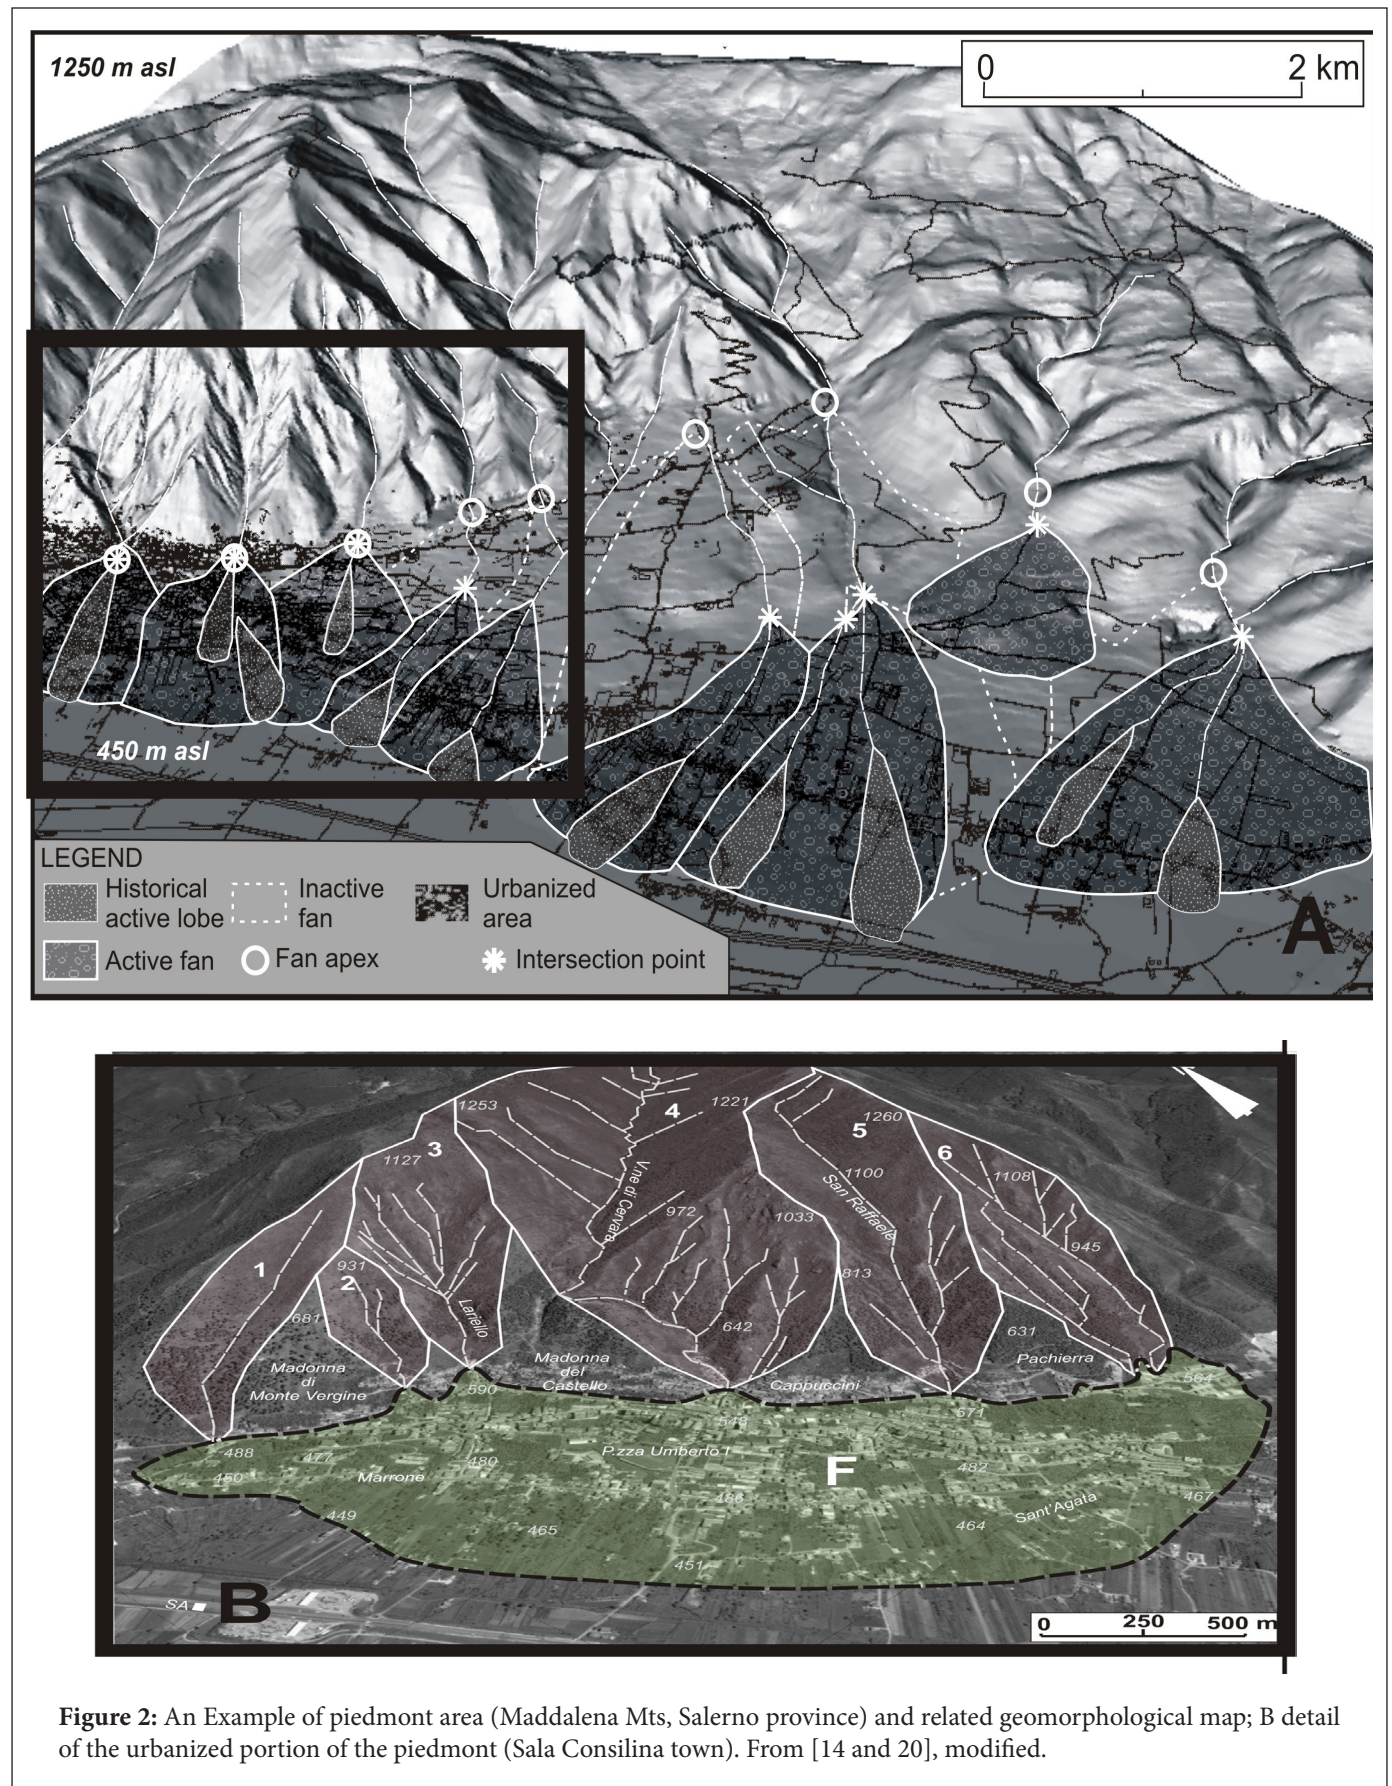 1250 m asl
0 2 km
450 m asl
A
LEGEND
Historical active lobe
Inactive fan
Urbanized area
Active fan
Fan apex
Intersection point
1253
4
1221
1260
5
3
1127
6
1100
1108
V.ne di Cervara
San Raffaele
972
1033
945
1
931
2
813
681
Lariello
642
631
Madonna
di
Monte Vergine
Madonna
del
Castello
Cappuccini
Pachierra
590
564
549
571
488
477
480
P.zza Umberto I
F
482
450
Marrone
486
467
449
465
464
Sant'Agata
451
SA
B
0 250 500 m
Figure 2: An Example of piedmont area (Maddalena Mts, Salerno province) and related geomorphological map; B detail
of the urbanized portion of the piedmont (Sala Consilina town). From [14 and 20], modified.